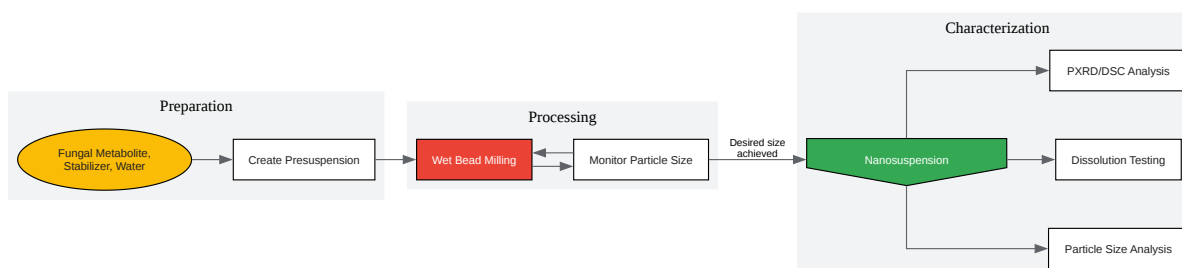 Preparation
Fungal Metabolite,
Stabilizer, Water
Create Presuspension
Processing
Wet Bead Milling
Monitor Particle Size
Desired size
achieved
Characterization
Nanosuspension
PXRD/DSC Analysis
Dissolution Testing
Particle Size Analysis